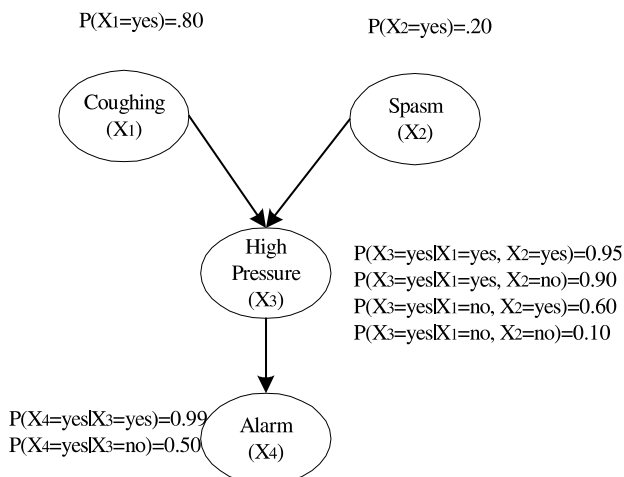 P(X1=yes)=.80
P(X2=yes)=.20
Coughing
(X1)
Spasm
(X2)
High
Pressure
(X3)
P(X3=yes|X1=yes, X2=yes)=0.95
P(X3=yes|X1=yes, X2=no)=0.90
P(X3=yes|X1=no, X2=yes)=0.60
P(X3=yes|X1=no, X2=no)=0.10
P(X4=yes|X3=yes)=0.99
P(X4=yes|X3=no)=0.50
Alarm
(X4)